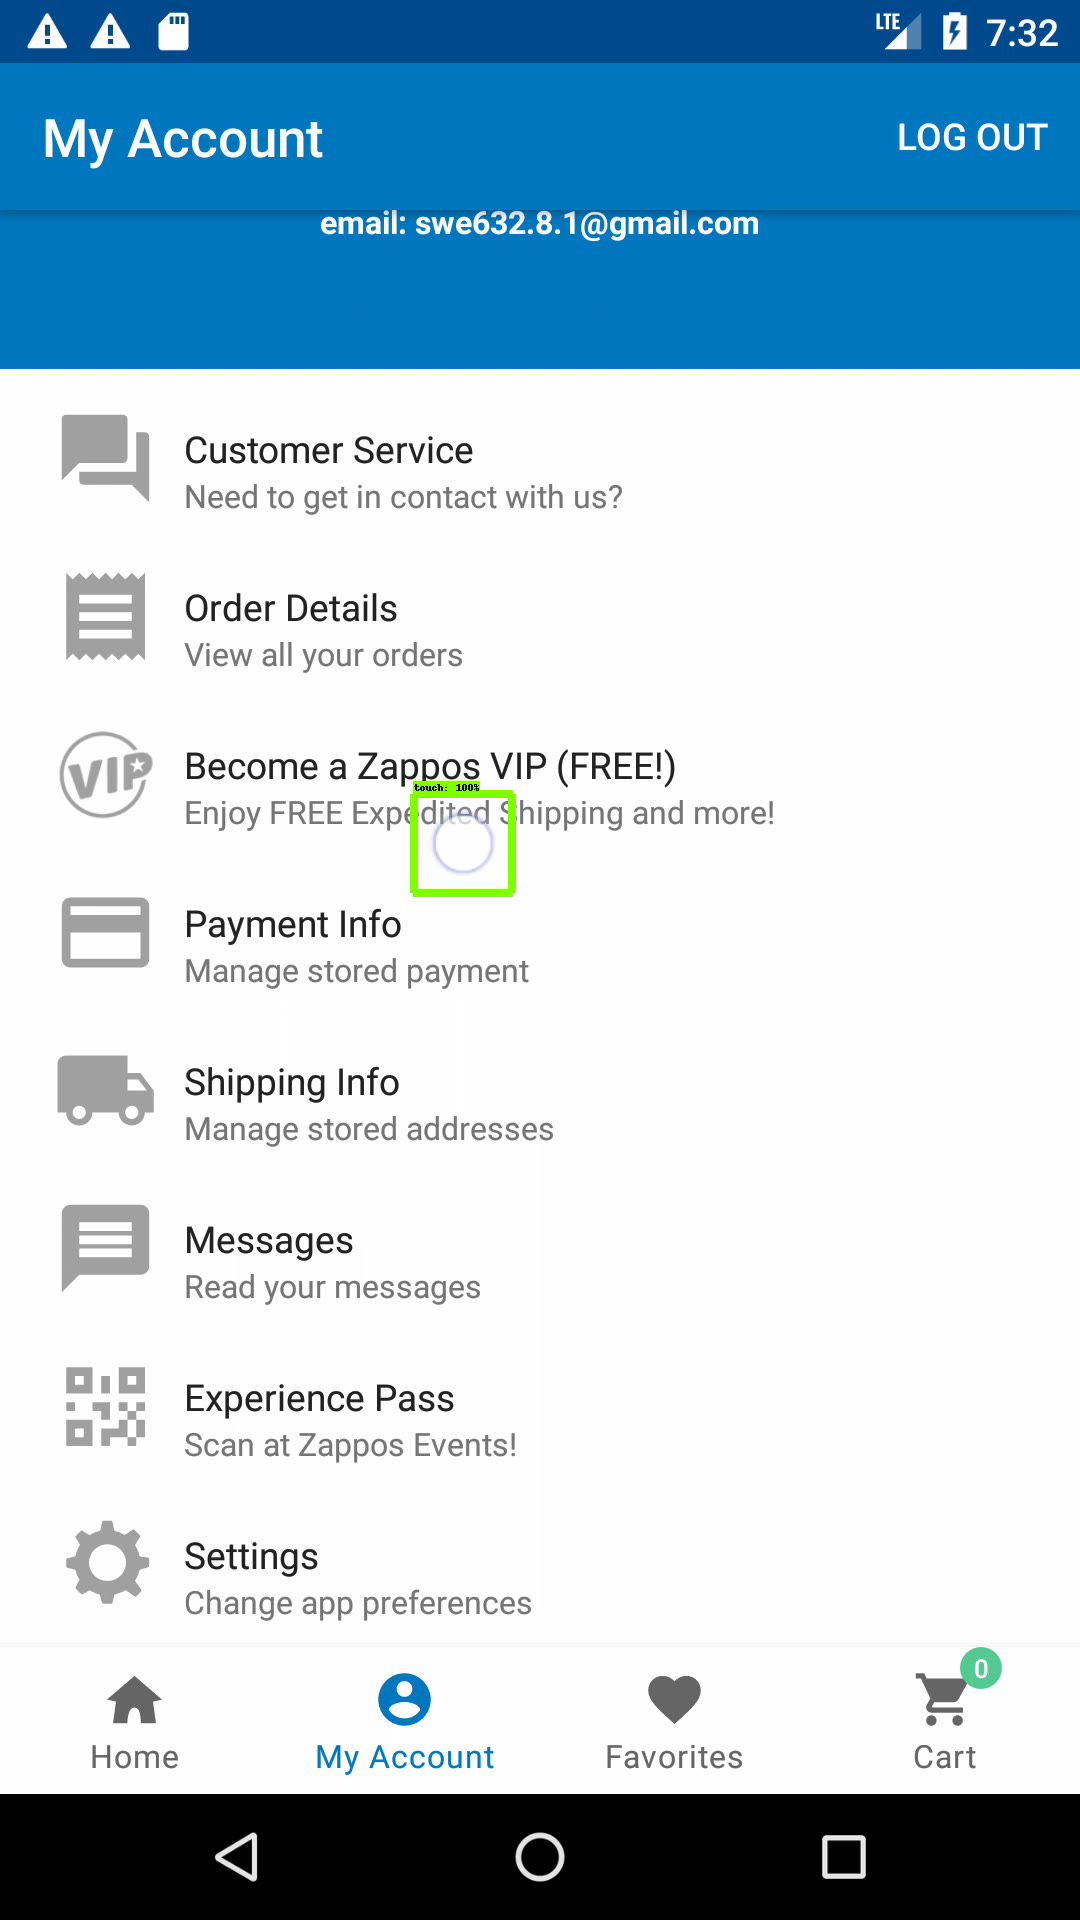 LTE 7:32
My Account LOG OUT
email: swe632.8.1@gmail.com
Customer Service
Need to get in contact with us?
Order Details
View all your orders
VIP
Become a Zappos VIP (FREE!)
touch: 100%
Enjoy FREE Expedited Shipping and more!
Payment Info
Manage stored payment
Shipping Info
Manage stored addresses
Messages
Read your messages
Experience Pass
Scan at Zappos Events!
Settings
Change app preferences
0
Home My Account Favorites Cart